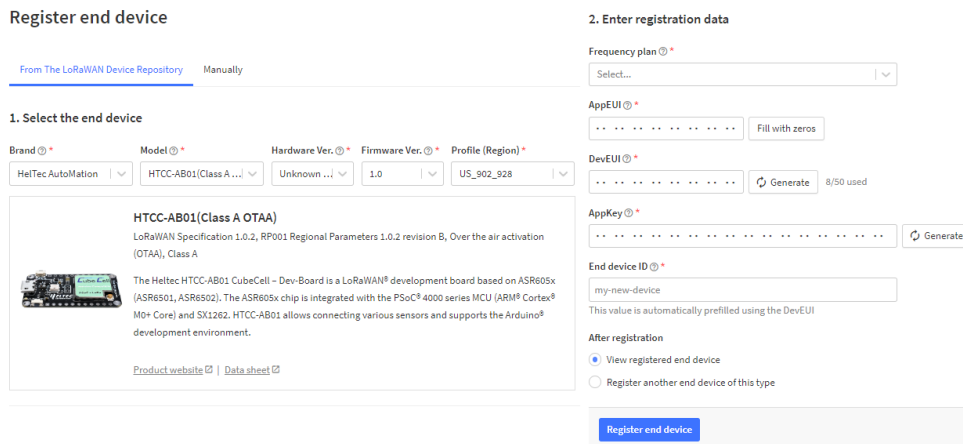 Register end device
From The LoRaWAN Device Repository
Manually
1. Select the end device
Brand * Model * Hardware Ver. * Firmware Ver. * Profile (Region) *
HelTec AutoMation HTCC-AB01(Class A ... Unknown ... 1.0 US_902_928
HTCC-AB01(Class A OTAA)
LoRaWAN Specification 1.0.2, RP001 Regional Parameters 1.0.2 revision B, Over the air activation
(OTAA), Class A
The Heltec HTCC-AB01 CubeCell – Dev-Board is a LoRaWAN® development board based on ASR605x
(ASR6501, ASR6502). The ASR605x chip is integrated with the PSoC® 4000 series MCU (ARM® Cortex®
M0+ Core) and SX1262. HTCC-AB01 allows connecting various sensors and supports the Arduino®
development environment.
Product website | Data sheet
CubeCell
2. Enter registration data
Frequency plan *
Select...
AppEUI *
Fill with zeros
DevEUI *
Generate 8/50 used
AppKey *
Generate
End device ID *
my-new-device
This value is automatically prefilled using the DevEUI
After registration
View registered end device
Register another end device of this type
Register end device